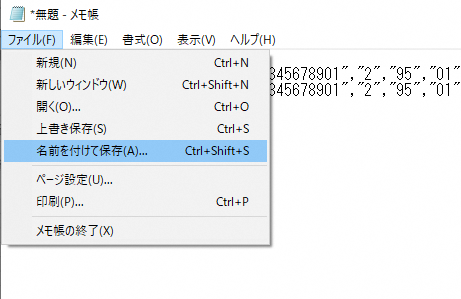 *無題 - メモ帳
ファイル(F) 編集(E) 書式(O) 表示(V) ヘルプ(H)
新規(N) Ctrl+N
新しいウィンドウ(W) Ctrl+Shift+N
開く(O)... Ctrl+O
上書き保存(S) Ctrl+S
名前を付けて保存(A)... Ctrl+Shift+S
ページ設定(U)...
印刷(P)... Ctrl+P
メモ帳の終了(X)
345678901","2","95","01"
345678901","2","95","01"